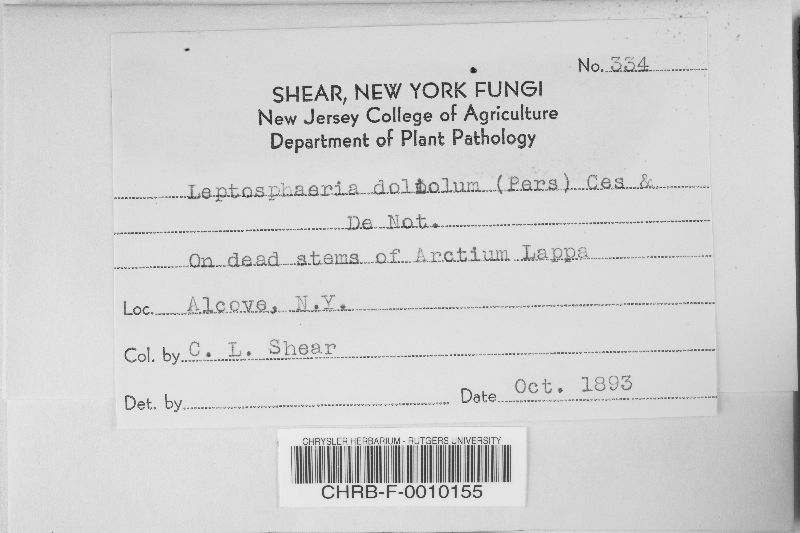 No. 334
SHEAR, NEW YORK FUNGI
New Jersey College of Agriculture
Department of Plant Pathology
Leptosphaeria doliolum (Pers) Ces &
De Not.
On dead stems of Arctium Lappa
Loc. Alcove, N.Y.
Col. by C. L. Shear
Det. by Date Oct. 1893
CHRYSLER HERBARIUM - RUTGERS UNIVERSITY
CHRB-F-0010155